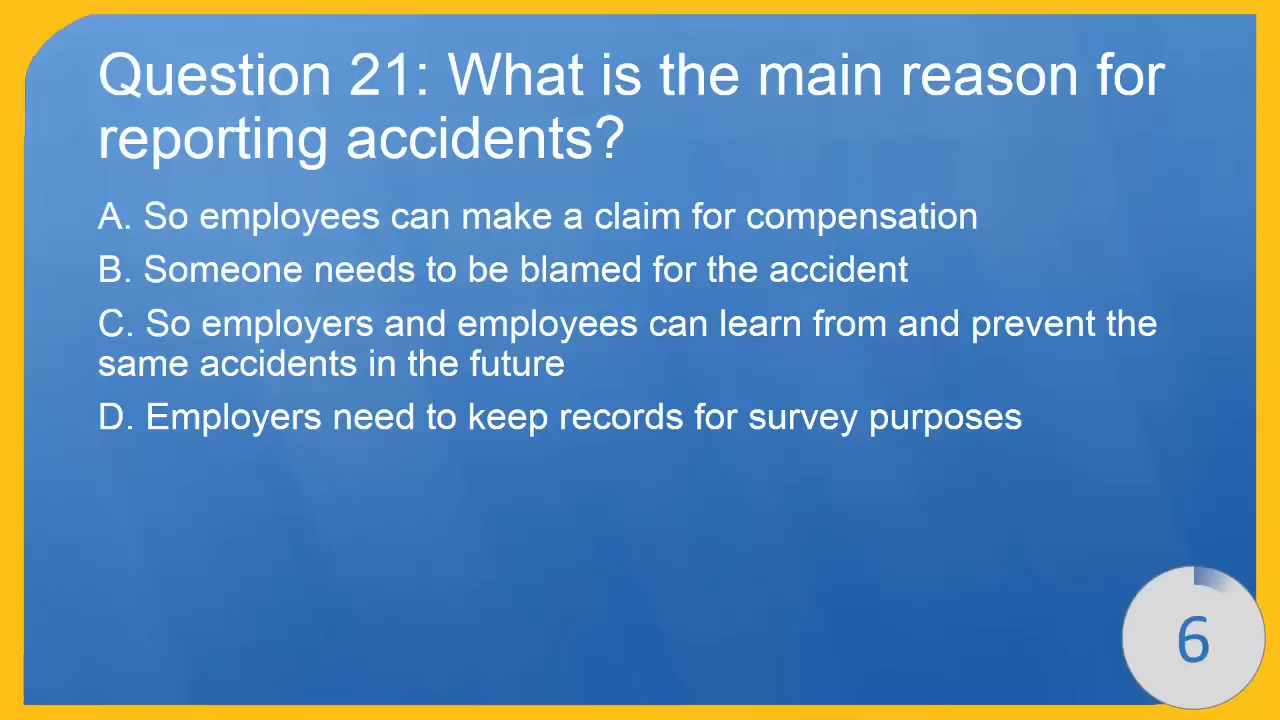 Question 21: What is the main reason for
reporting accidents?
A. So employees can make a claim for compensation
B. Someone needs to be blamed for the accident
C. So employers and employees can learn from and prevent the
same accidents in the future
D. Employers need to keep records for survey purposes
6